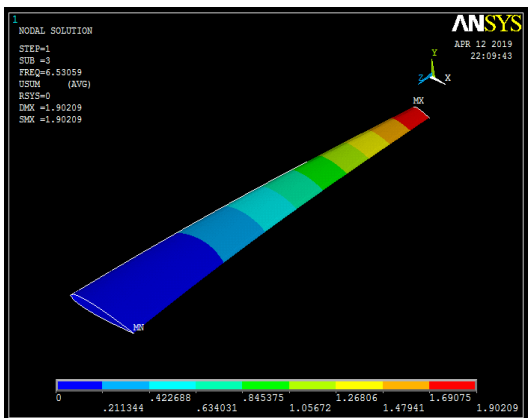 1
NODAL SOLUTION
STEP=1
SUB =3
FREQ=6.53059
USUM (AVG)
RSYS=0
DMX =1.90209
SMX =1.90209
ANSYS
APR 12 2019
22:09:43
Y
Z X
MX
MN
0 .422688 .845375 1.26806 1.69075
.211344 .634031 1.05672 1.47941 1.90209